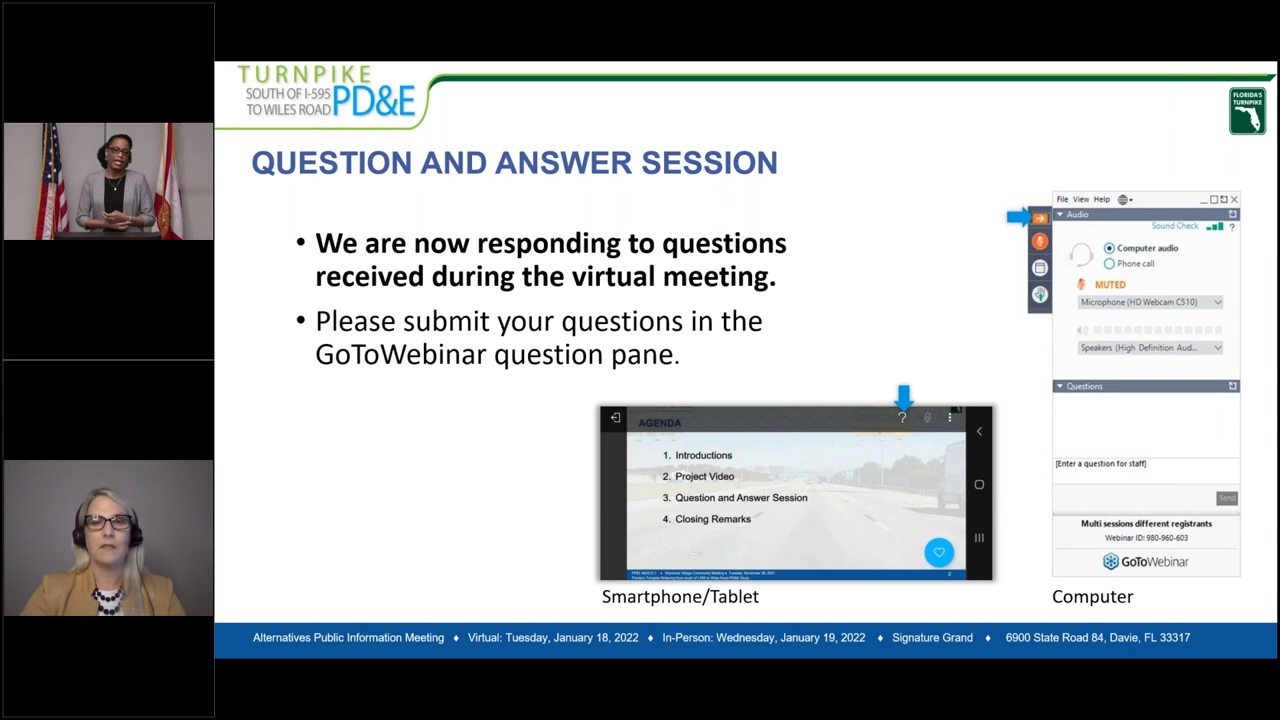 TURNPIKE
SOUTH OF I-595
TO WILES ROAD
PD&E
FLORIDA'S
TURNPIKE
QUESTION AND ANSWER SESSION
• We are now responding to questions
received during the virtual meeting.
• Please submit your questions in the
GoToWebinar question pane.
AGENDA
?
1. Introductions
2. Project Video
3. Question and Answer Session
4. Closing Remarks
2
Smartphone/Tablet
File View Help
Audio
Sound Check
?
Computer audio
Phone call
MUTED
Microphone (HD Webcam C510)
Speakers (High Definition Aud...
Questions
[Enter a question for staff]
Send
Multi sessions different registrants
Webinar ID: 980-960-603
GoToWebinar
Computer
Alternatives Public Information Meeting ♦ Virtual: Tuesday, January 18, 2022 ♦ In-Person: Wednesday, January 19, 2022 ♦ Signature Grand ♦ 6900 State Road 84, Davie, FL 33317